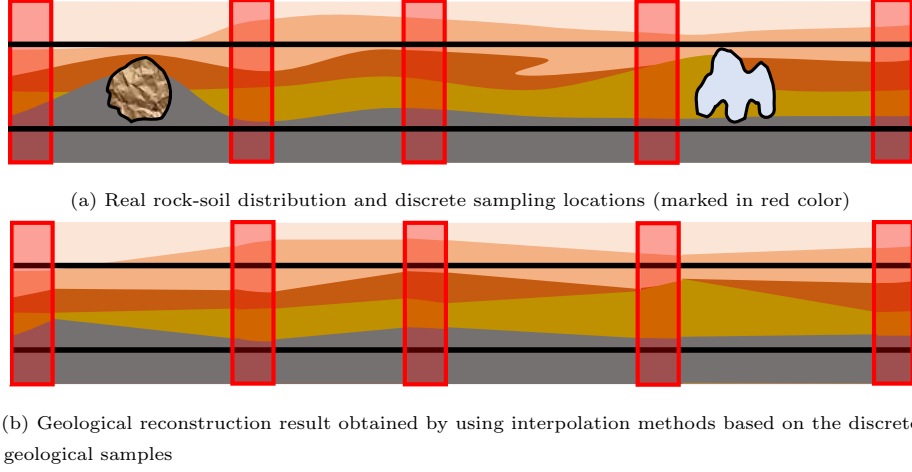 (a) Real rock-soil distribution and discrete sampling locations (marked in red color)
(b) Geological reconstruction result obtained by using interpolation methods based on the discrete
geological samples